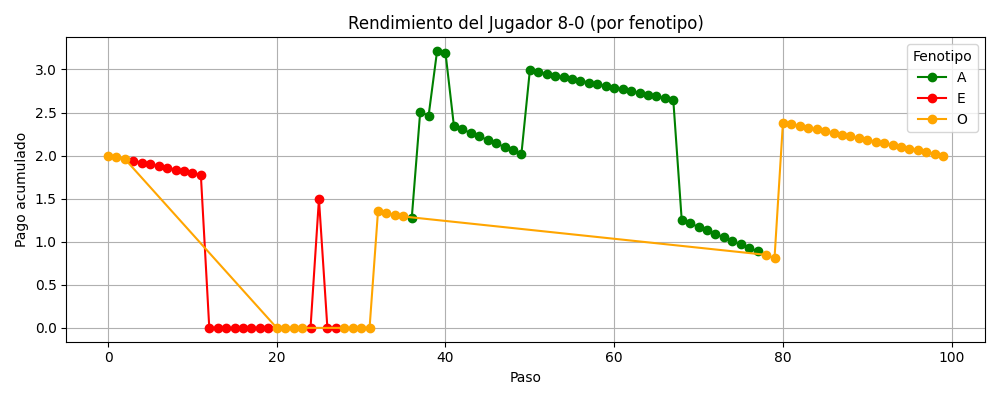 Rendimiento del Jugador 8-0 (por fenotipo)
Pago acumulado
3.0
2.5
2.0
1.5
1.0
0.5
0.0
Fenotipo
A
E
O
0
20
40
60
80
100
Paso